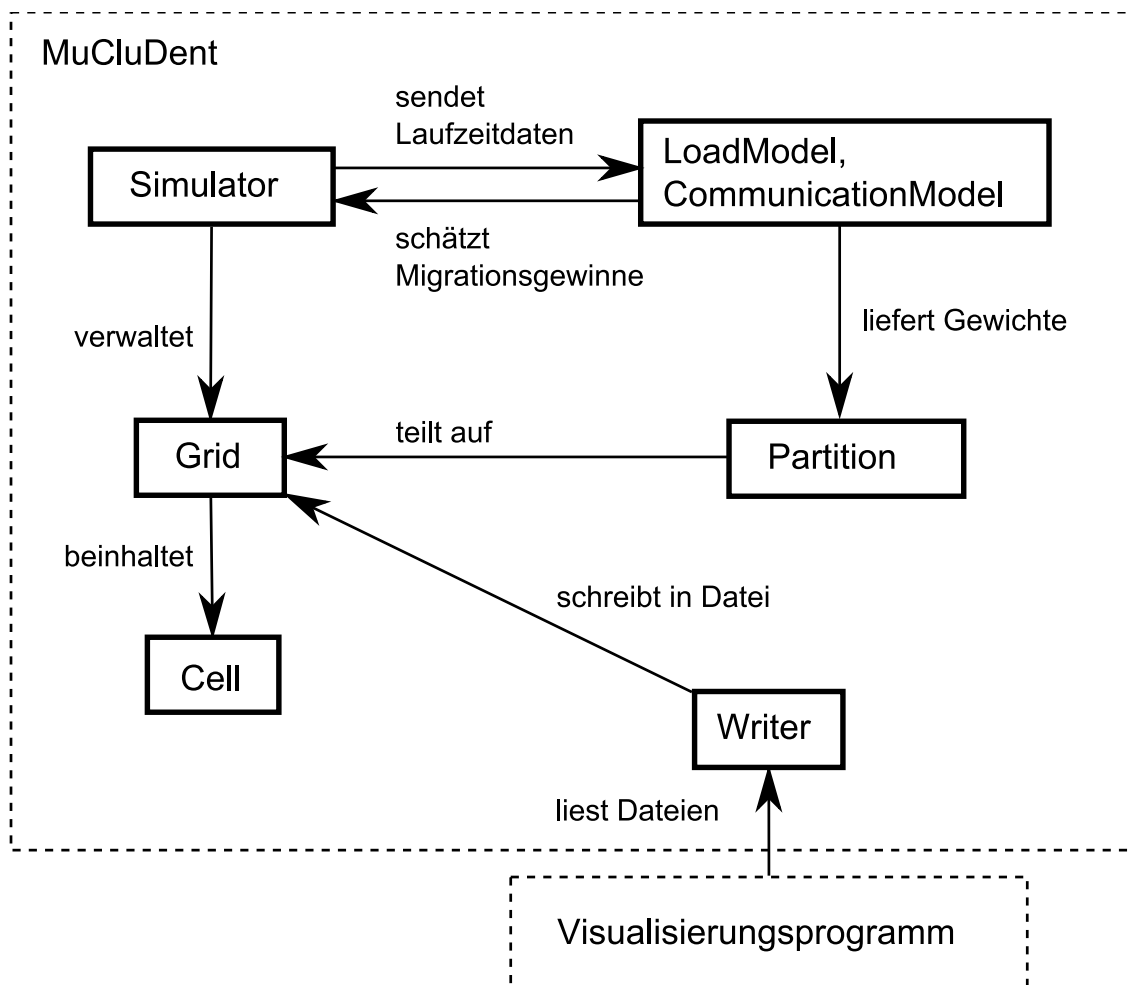 MuCluDent
sendet
Laufzeitdaten
Simulator
LoadModel,
CommunicationModel
schätzt
Migrationsgewinne
verwaltet
liefert Gewichte
Grid
teilt auf
Partition
beinhaltet
schreibt in Datei
Cell
Writer
liest Dateien
Visualisierungsprogramm